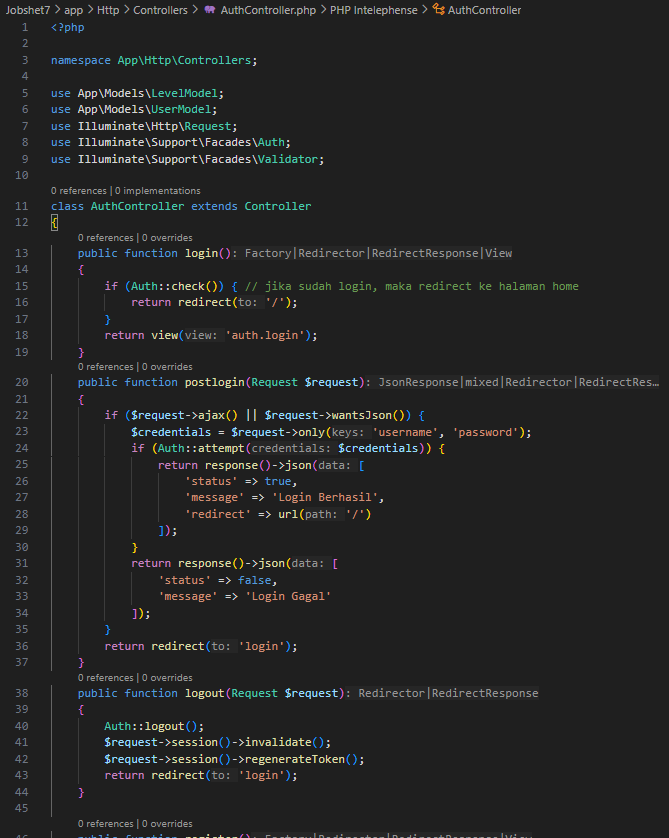 Jobshet7 > app > Http > Controllers > AuthController.php > PHP Intelephense > AuthController
1 <?php
2
3 namespace App\Http\Controllers;
4
5 use App\Models\LevelModel;
6 use App\Models\UserModel;
7 use Illuminate\Http\Request;
8 use Illuminate\Support\Facades\Auth;
9 use Illuminate\Support\Facades\Validator;
10
0 references | 0 implementations
11 class AuthController extends Controller
12 {
0 references | 0 overrides
13 public function login(): Factory|Redirector|RedirectResponse|View
14 {
15 if (Auth::check()) { // jika sudah login, maka redirect ke halaman home
16 return redirect(to: '/');
17 }
18 return view(view: 'auth.login');
19 }
0 references | 0 overrides
20 public function postlogin(Request $request): JsonResponse|mixed|Redirector|RedirectRes…
21 {
22 if ($request->ajax() || $request->wantsJson()) {
23 $credentials = $request->only(keys: 'username', 'password');
24 if (Auth::attempt(credentials: $credentials)) {
25 return response()->json(data: [
26 'status' => true,
27 'message' => 'Login Berhasil',
28 'redirect' => url(path: '/')
29 ]);
30 }
31 return response()->json(data: [
32 'status' => false,
33 'message' => 'Login Gagal'
34 ]);
35 }
36 return redirect(to: 'login');
37 }
0 references | 0 overrides
38 public function logout(Request $request): Redirector|RedirectResponse
39 {
40 Auth::logout();
41 $request->session()->invalidate();
42 $request->session()->regenerateToken();
43 return redirect(to: 'login');
44 }
45
0 references | 0 overrides
46 public function register(): Factory|Redirector|RedirectResponse|View